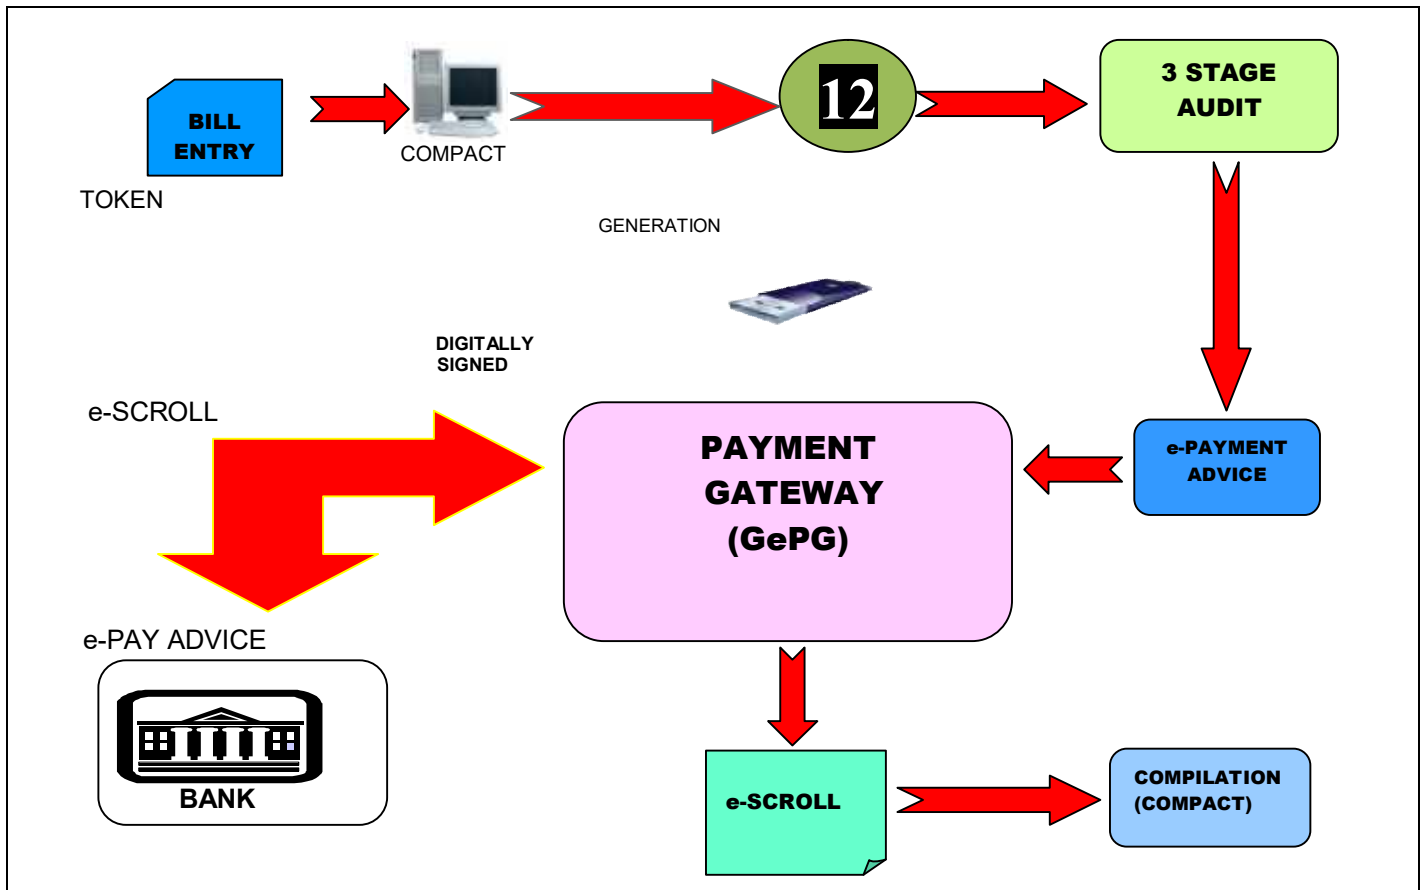 BILL
ENTRY
COMPACT
12
3 STAGE
AUDIT
TOKEN
GENERATION
DIGITALLY
SIGNED
e-SCROLL
PAYMENT
GATEWAY
(GePG)
e-PAYMENT
ADVICE
e-PAY ADVICE
BANK
e-SCROLL
COMPILATION
(COMPACT)